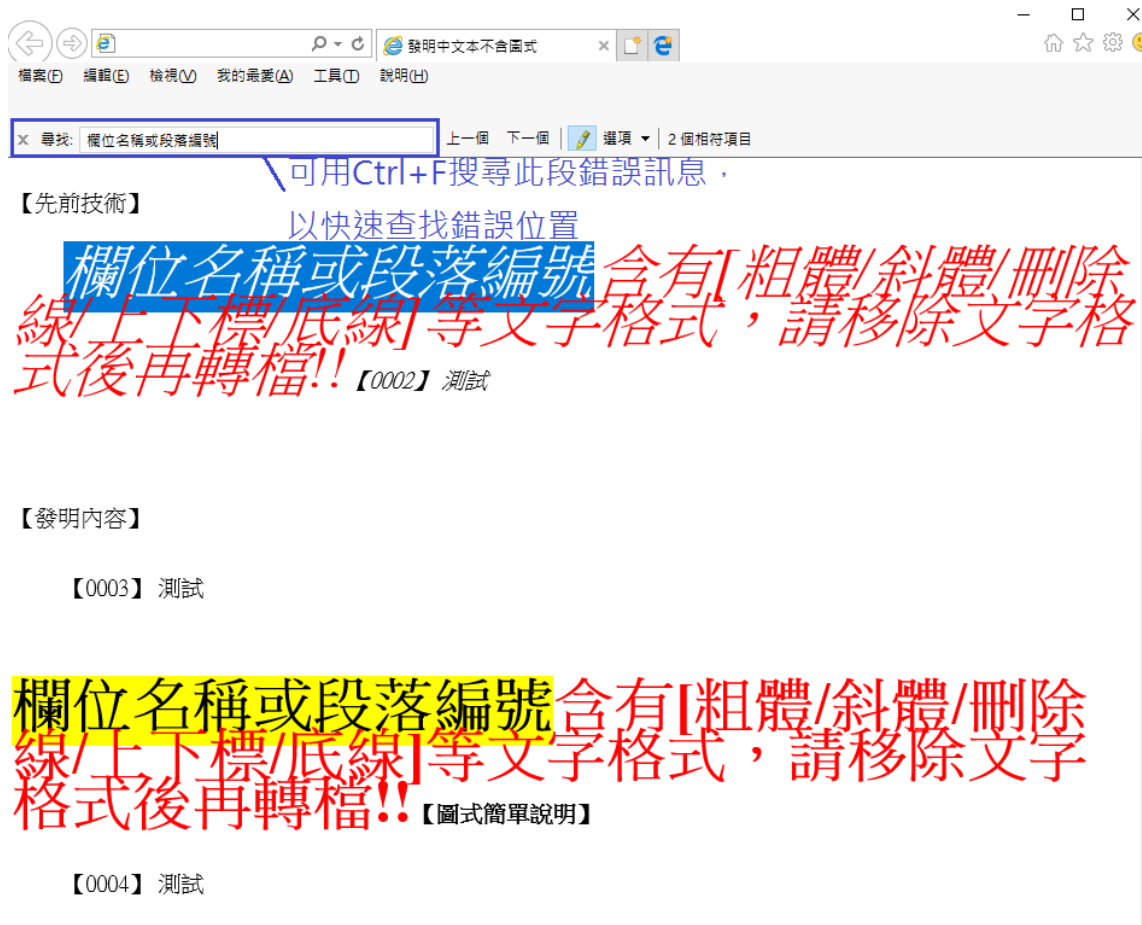 發明中文本不含圖式
檔案(F) 編輯(E) 檢視(V) 我的最愛(A) 工具(T) 說明(H)
尋找: 欄位名稱或段落編號 上一個 下一個 選項 2 個相符項目
可用Ctrl+F搜尋此段錯誤訊息，
以快速查找錯誤位置
【先前技術】
欄位名稱或段落編號含有[粗體/斜體/刪除
線/上下標/底線]等文字格式，請移除文字格
式後再轉檔!!【0002】 測試
【發明內容】
【0003】 測試
欄位名稱或段落編號含有[粗體/斜體/刪除
線/上下標/底線]等文字格式，請移除文字
格式後再轉檔!!【圖式簡單說明】
【0004】 測試